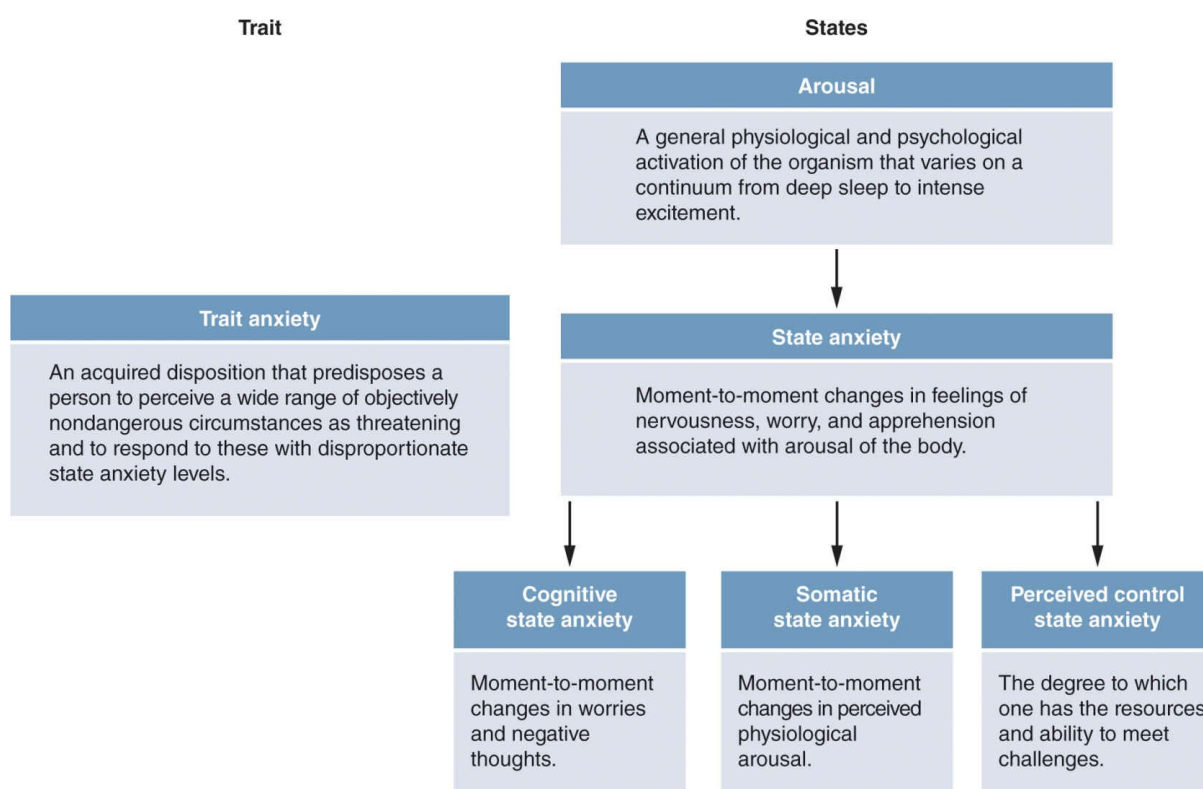 Trait
States
Arousal
A general physiological and psychological
activation of the organism that varies on a
continuum from deep sleep to intense
excitement.
Trait anxiety
An acquired disposition that predisposes a
person to perceive a wide range of objectively
nondangerous circumstances as threatening
and to respond to these with disproportionate
state anxiety levels.
State anxiety
Moment-to-moment changes in feelings of
nervousness, worry, and apprehension
associated with arousal of the body.
Cognitive
state anxiety
Moment-to-moment
changes in worries
and negative
thoughts.
Somatic
state anxiety
Moment-to-moment
changes in perceived
physiological
arousal.
Perceived control
state anxiety
The degree to which
one has the resources
and ability to meet
challenges.